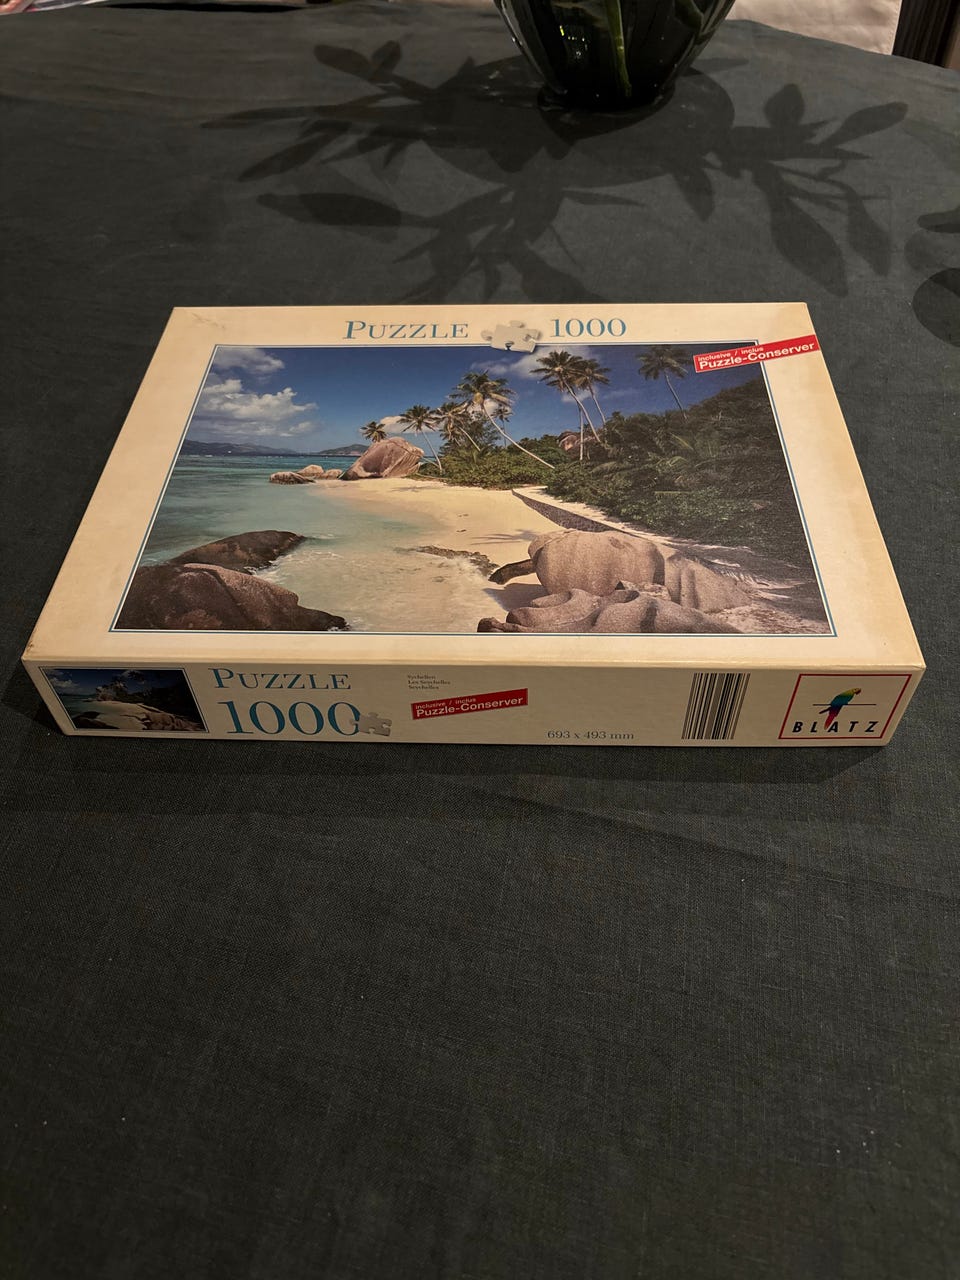 PUZZLE 1000
inclusive / inclus
Puzzle-Conserver
PUZZLE
1000
Seychellen
Les Seychelles
Seychelles
inclusive / inclus
Puzzle-Conserver
693 x 493 mm
BLATZ